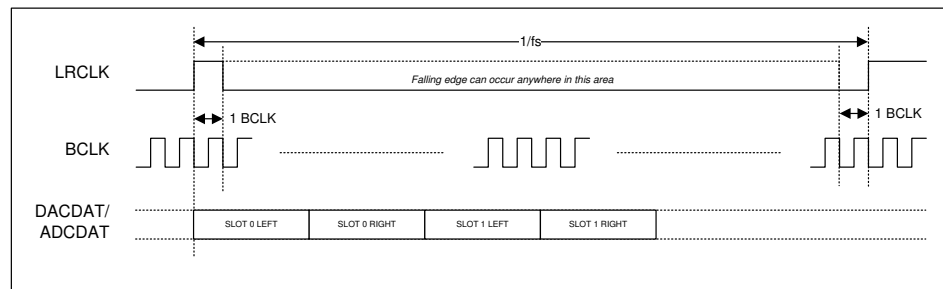 1/fs
LRCLK
Falling edge can occur anywhere in this area
1 BCLK
1 BCLK
BCLK
DACDAT/
ADCDAT
SLOT 0 LEFT SLOT 0 RIGHT SLOT 1 LEFT SLOT 1 RIGHT